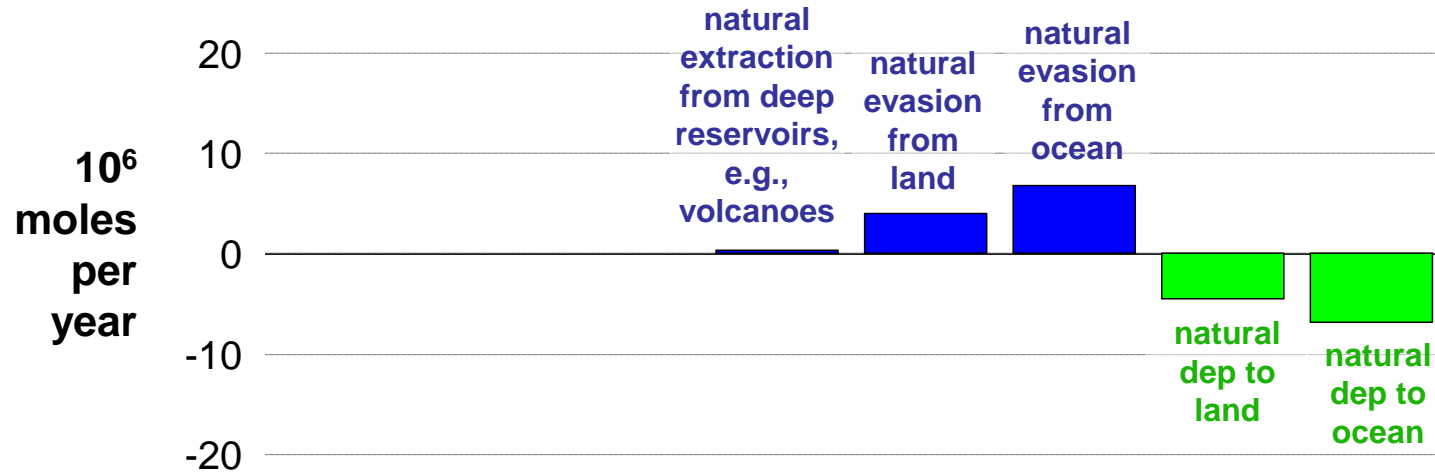 20
10
0
-10
-20
10⁶
moles
per
year
natural
extraction
from deep
reservoirs,
e.g.,
volcanoes
natural
evasion
from
land
natural
evasion
from
ocean
natural
dep to
land
natural
dep to
ocean